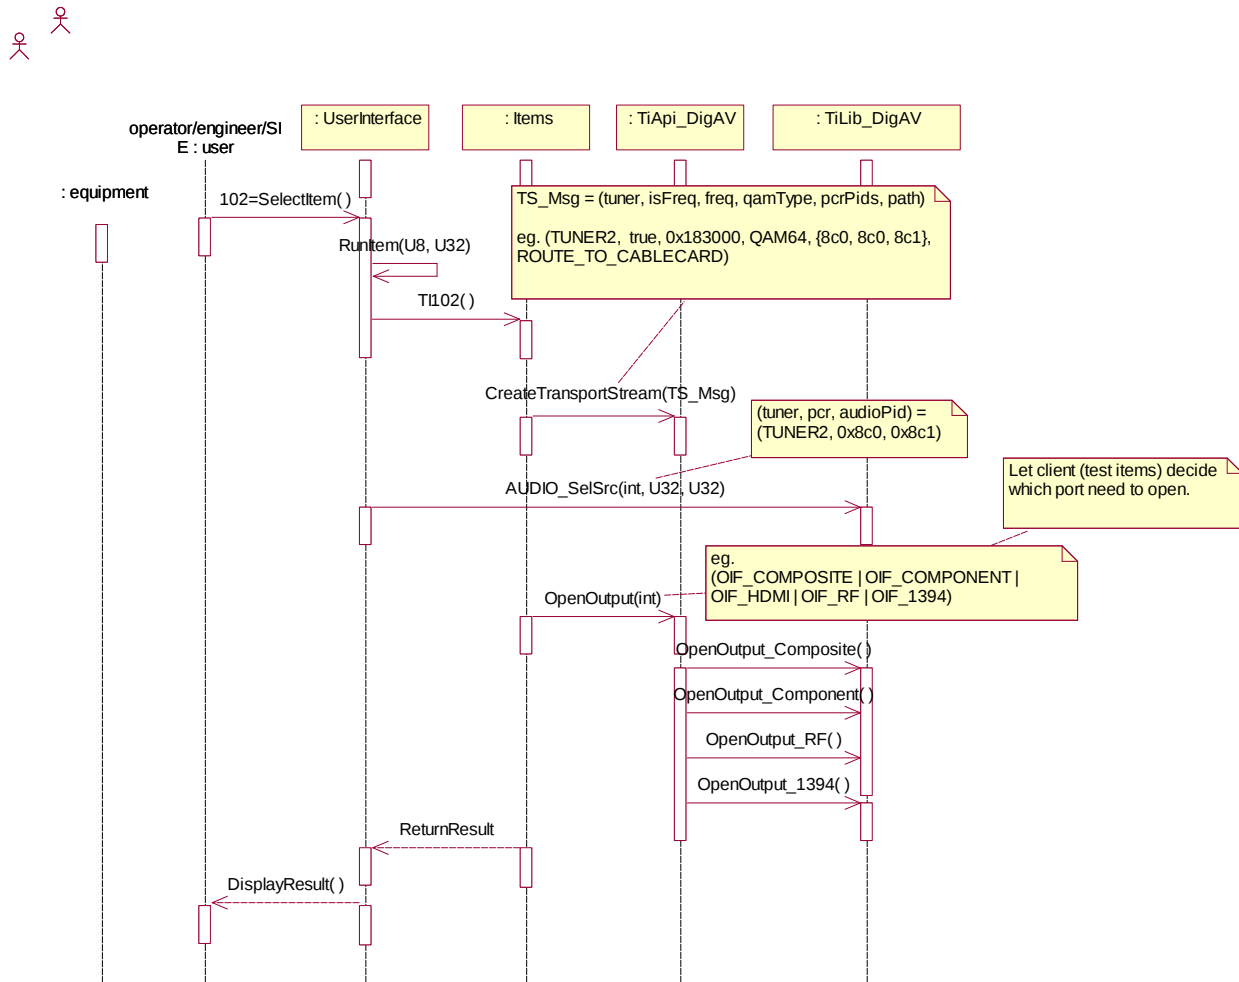 : UserInterface
: Items
: TiApi_DigAV
: TiLib_DigAV
operator/engineer/SI
E : user
: equipment
102=SelectItem( )
TS_Msg = (tuner, isFreq, freq, qamType, pcrPids, path)
eg. (TUNER2,  true, 0x183000, QAM64, {8c0, 8c0, 8c1},
ROUTE_TO_CABLECARD)
RunItem(U8, U32)
TI102( )
CreateTransportStream(TS_Msg)
(tuner, pcr, audioPid) =
(TUNER2, 0x8c0, 0x8c1)
Let client (test items) decide
which port need to open.
AUDIO_SelSrc(int, U32, U32)
eg.
(OIF_COMPOSITE | OIF_COMPONENT |
OIF_HDMI | OIF_RF | OIF_1394)
OpenOutput(int)
OpenOutput_Composite( )
OpenOutput_Component( )
OpenOutput_RF( )
OpenOutput_1394( )
ReturnResult
DisplayResult( )